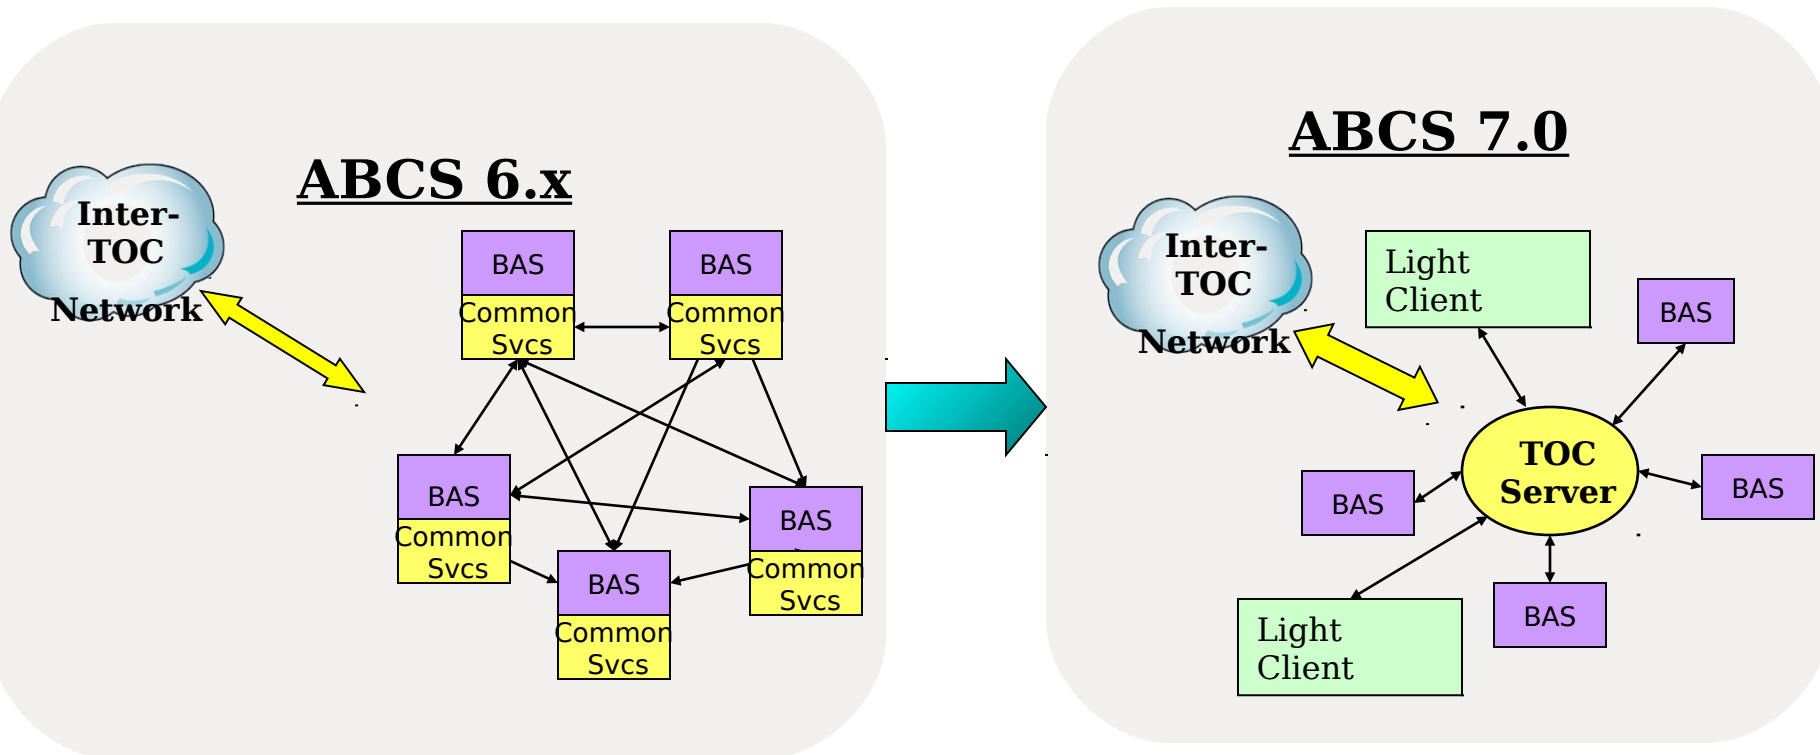 ABCS 6.x
Inter-
TOC
Network
BAS
Common
Svcs
BAS
Common
Svcs
BAS
Common
Svcs
BAS
Common
Svcs
BAS
Common
Svcs
ABCS 7.0
Inter-
TOC
Network
Light
Client
BAS
TOC
Server
BAS
BAS
BAS
Light
Client